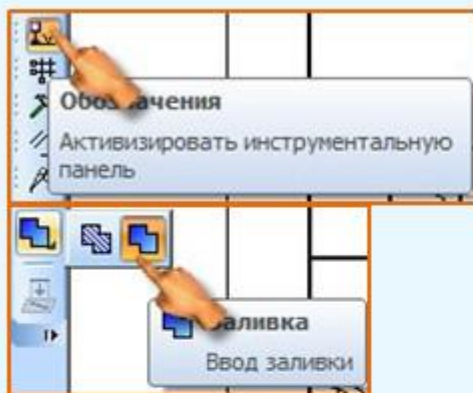 Обозначения
Активизировать инструментальную
панель
Заливка
Ввод заливки